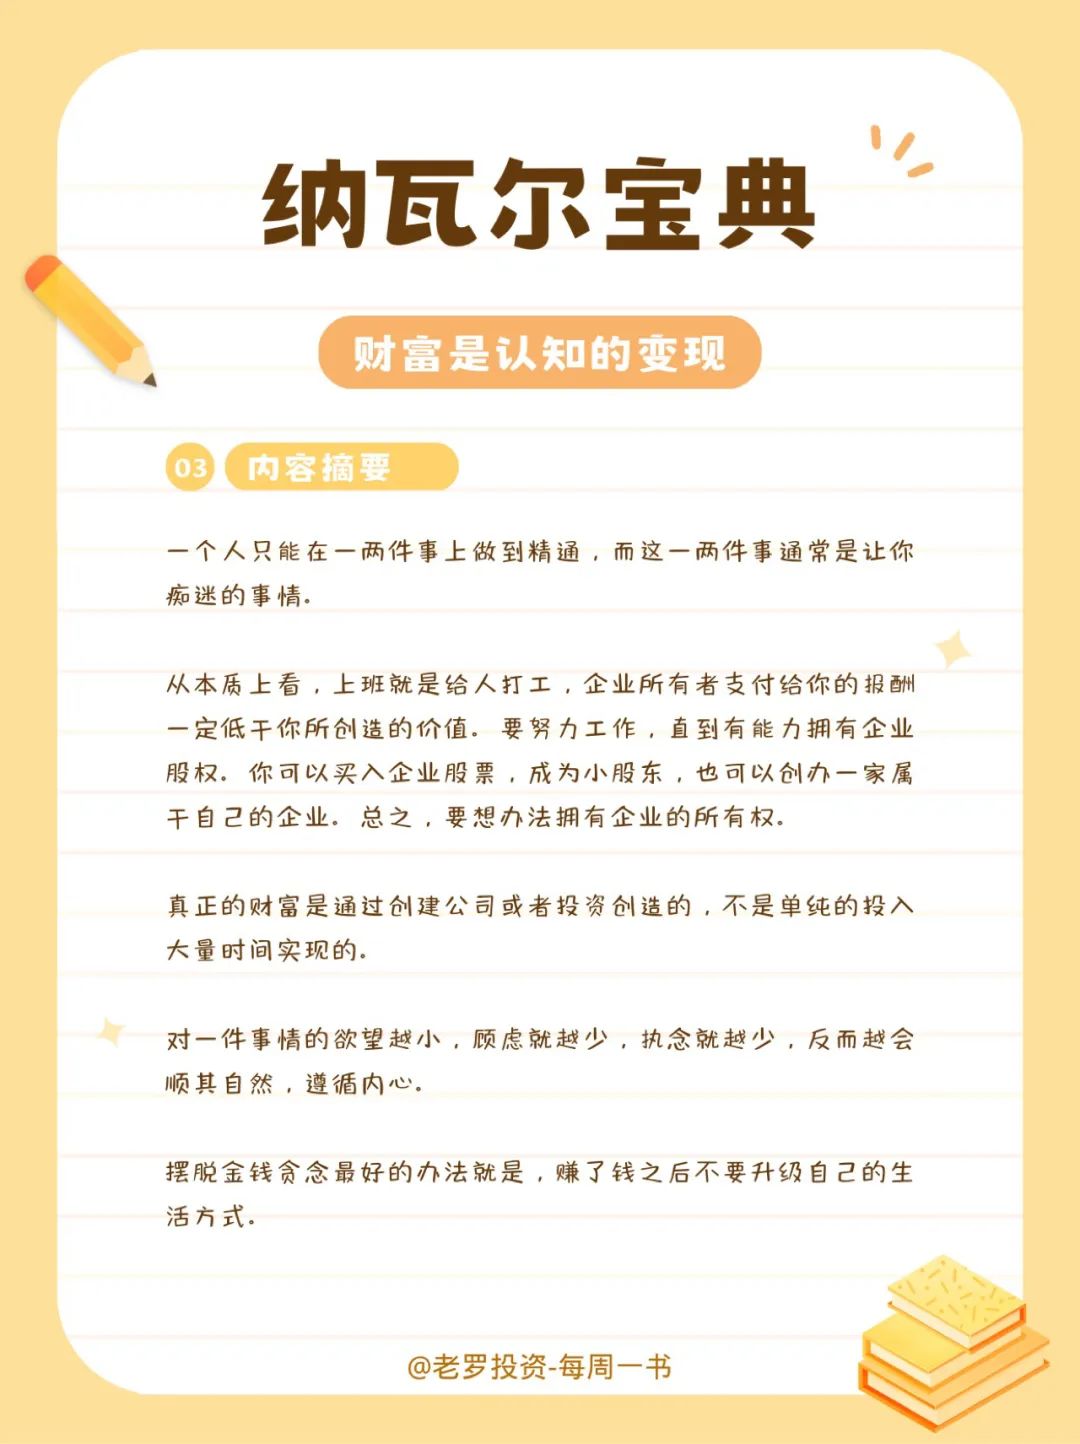 纳瓦尔宝典
财富是认知的变现
03 内容摘要
一个人只能在一两件事上做到精通，而这一两件事通常是让你
痴迷的事情。
从本质上看，上班就是给人打工，企业所有者支付给你的报酬
一定低于你所创造的价值。要努力工作，直到有能力拥有企业
股权。你可以买入企业股票，成为小股东，也可以创办一家属
于自己的企业。总之，要想办法拥有企业的所有权。
真正的财富是通过创建公司或者投资创造的，不是单纯的投入
大量时间实现的。
对一件事情的欲望越小，顾虑就越少，执念就越少，反而越会
顺其自然，遵循内心。
摆脱金钱贪念最好的办法就是，赚了钱之后不要升级自己的生
活方式。
@老罗投资-每周一书